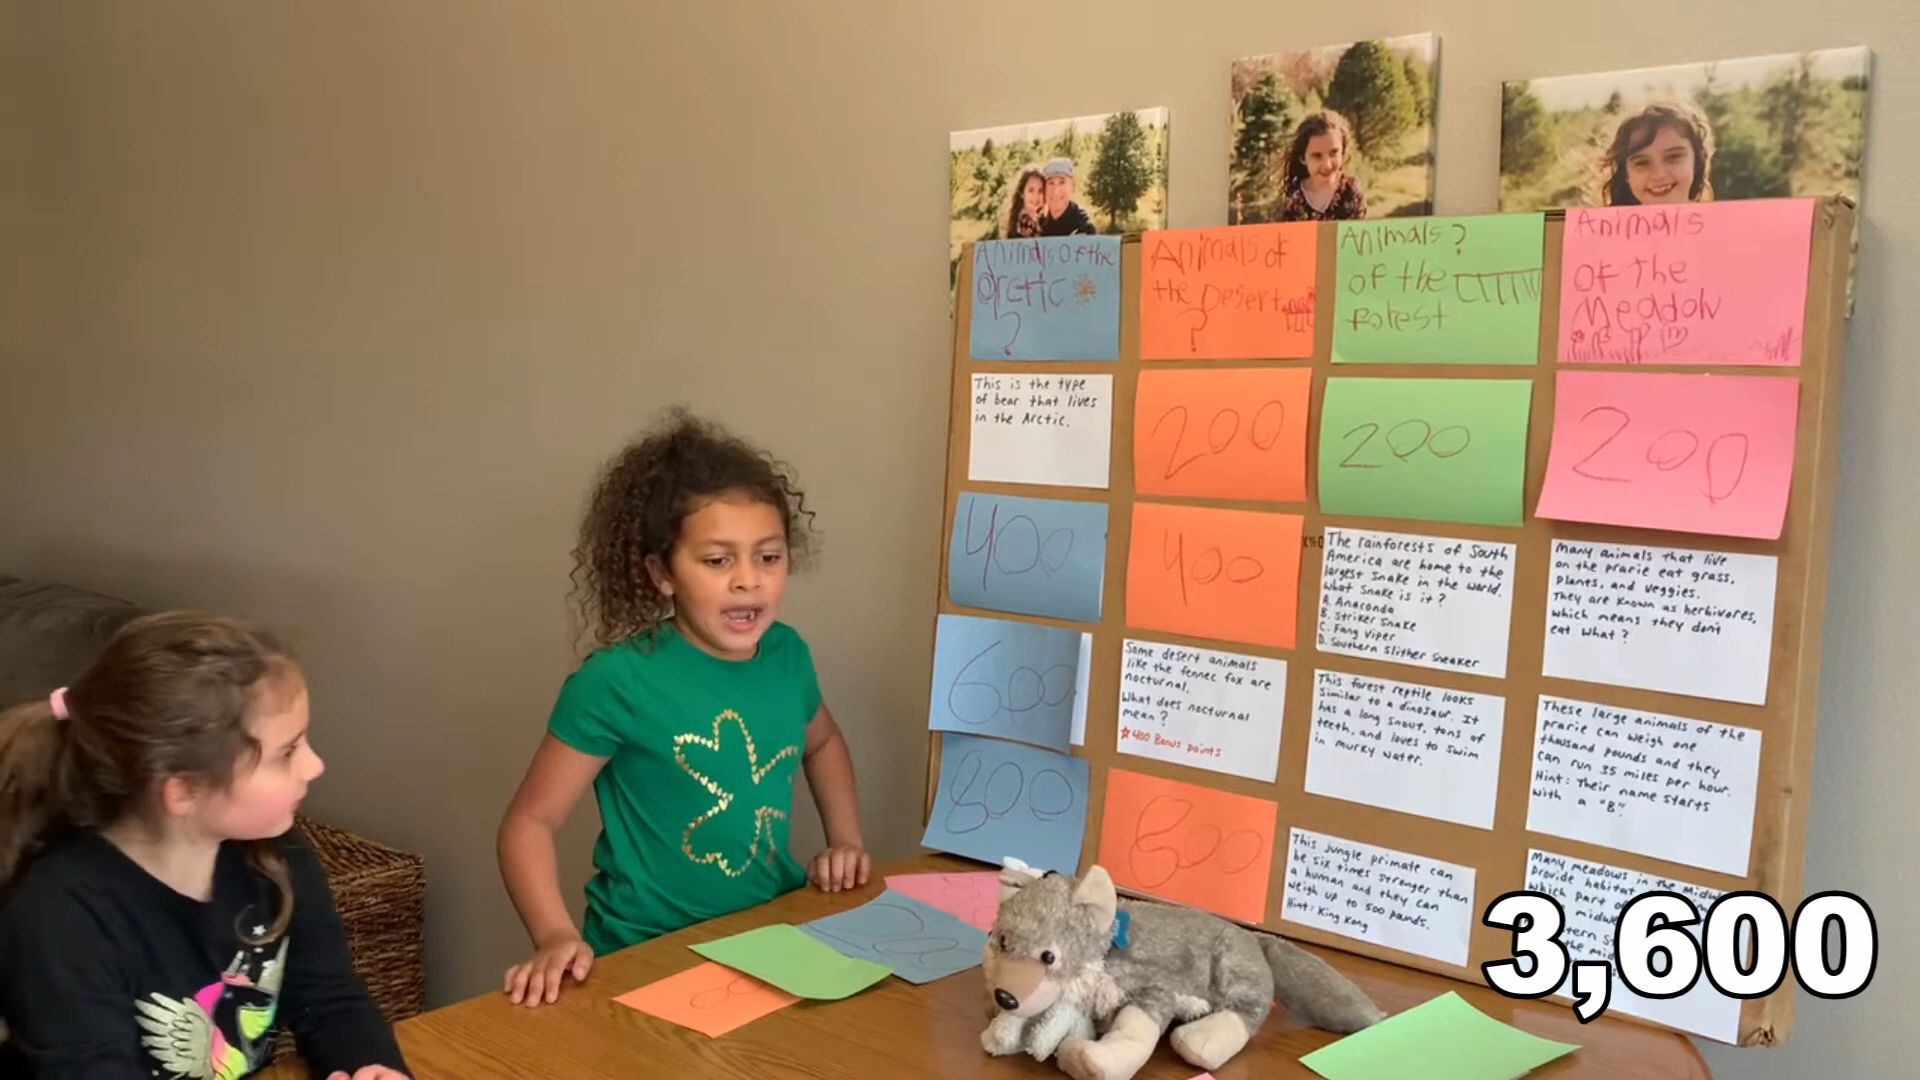 Animals Of the
Arctic
?
Animals of
the Desert
?
Animals?
of the
forest
Animals
Of the
Meadow
This is the type
of bear that lives
in the Arctic.
200
200
200
400
400
The rainforests of South
America are home to the
largest snake in the world.
What snake is it?
A. Anaconda
B. Striker Snake
C. Fang Viper
D. Southern Slither Sneaker
Many animals that live
on the prarie eat grass,
plants, and veggies.
They are known as herbivores,
which means they don't
eat what?
600
Some desert animals
like the fennec fox are
nocturnal.
What does nocturnal
mean?
☆400 Bonus points
This forest reptile looks
similar to a dinosaur. It
has a long snout, tons of
teeth, and loves to swim
in murky water.
These large animals of the
prarie can weigh one
thousand pounds and they
can run 35 miles per hour.
Hint: Their name starts
with a "B".
800
800
This jungle primate can
be six times stronger than
a human and they can
weigh up to 500 pounds.
Hint: King Kong
Many meadows in the
provide habitat
which part
3,600